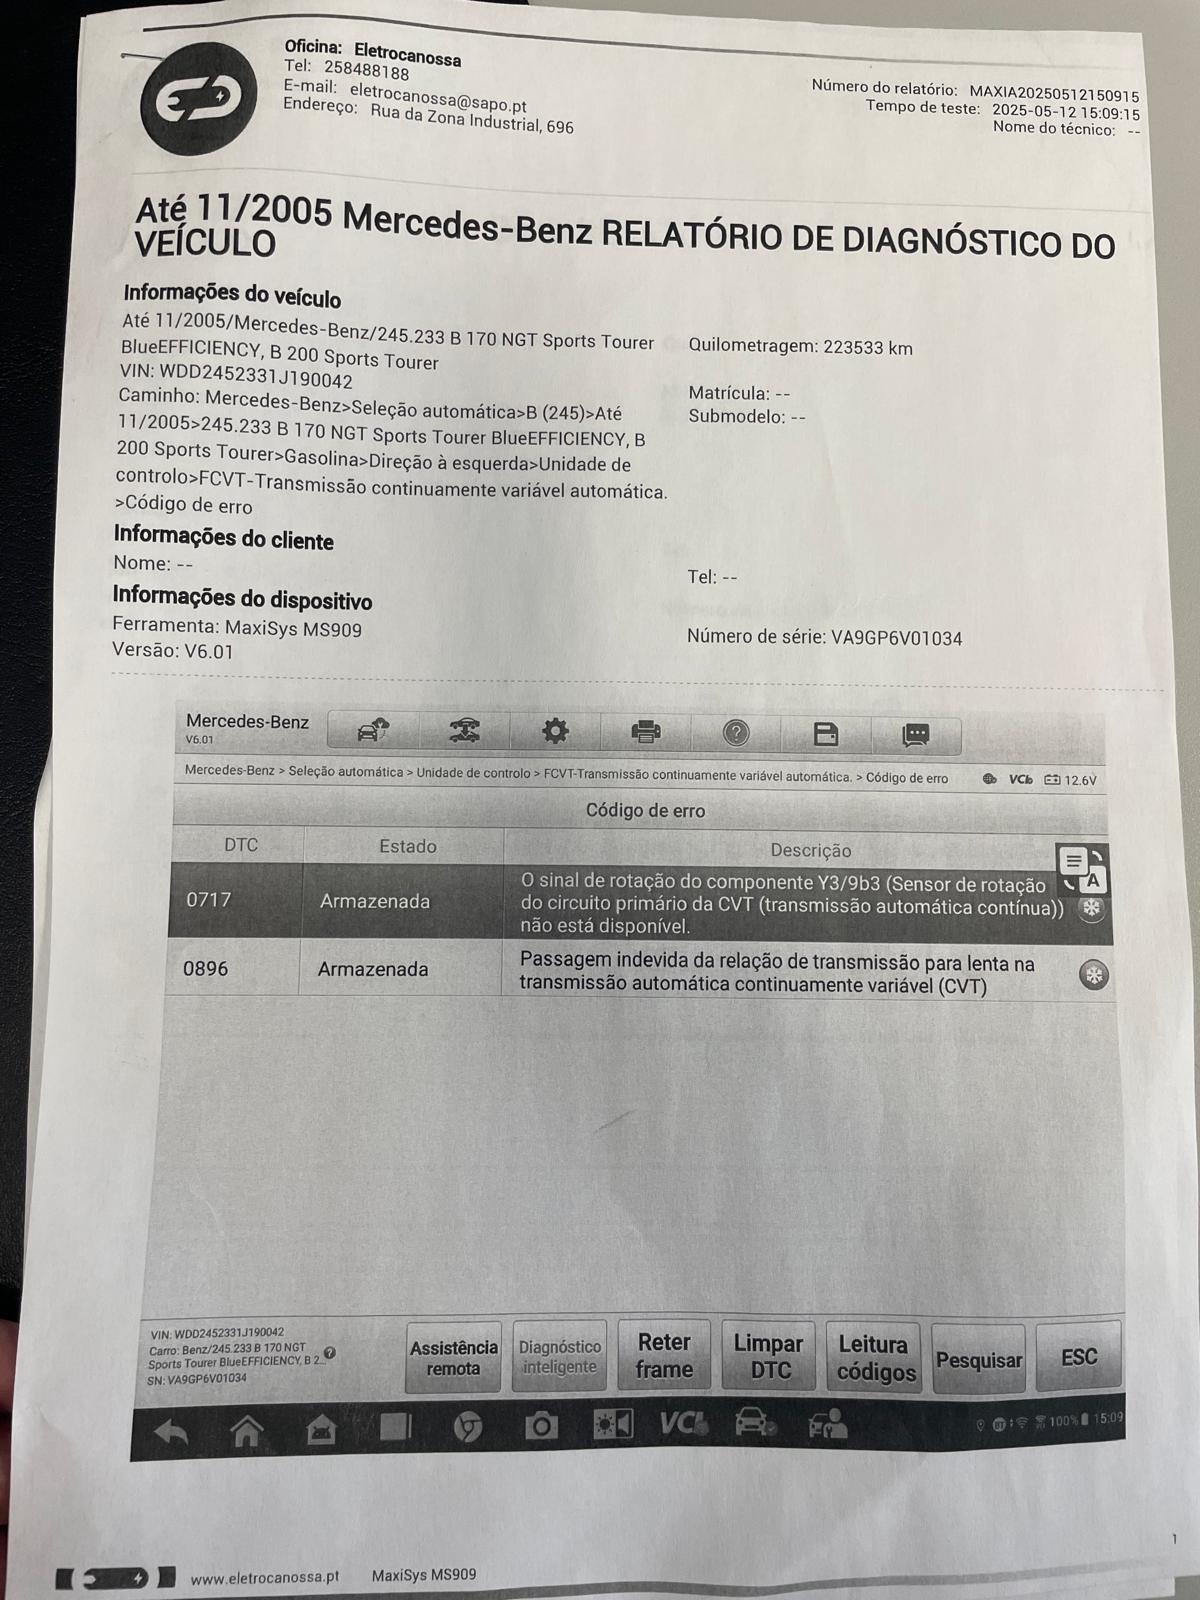 Oficina: Eletrocanossa
Tel: 258488188
E-mail: eletrocanossa@sapo.pt
Endereço: Rua da Zona Industrial, 696
Número do relatório: MAXIA20250512150915
Tempo de teste: 2025-05-12 15:09:15
Nome do técnico: --
Até 11/2005 Mercedes-Benz RELATÓRIO DE DIAGNÓSTICO DO
VEÍCULO
Informações do veículo
Até 11/2005/Mercedes-Benz/245.233 B 170 NGT Sports Tourer
BlueEFFICIENCY, B 200 Sports Tourer
VIN: WDD2452331J190042
Caminho: Mercedes-Benz>Seleção automática>B (245)>Até
11/2005>245.233 B 170 NGT Sports Tourer BlueEFFICIENCY, B
200 Sports Tourer>Gasolina>Direção à esquerda>Unidade de
controlo>FCVT-Transmissão continuamente variável automática.
>Código de erro
Quilometragem: 223533 km
Matrícula: --
Submodelo: --
Informações do cliente
Nome: --
Tel: --
Informações do dispositivo
Ferramenta: MaxiSys MS909
Versão: V6.01
Número de série: VA9GP6V01034
Mercedes-Benz
V6.01
Mercedes-Benz > Seleção automática > Unidade de controlo > FCVT-Transmissão continuamente variável automática. > Código de erro
VCI 12.6V
Código de erro
DTC Estado Descrição
0717 Armazenada O sinal de rotação do componente Y3/9b3 (Sensor de rotação
do circuito primário da CVT (transmissão automática contínua))
não está disponível.
A
0896 Armazenada Passagem indevida da relação de transmissão para lenta na
transmissão automática continuamente variável (CVT)
VIN: WDD2452331J190042
Carro: Benz/245.233 B 170 NGT
Sports Tourer BlueEFFICIENCY, B 2...
SN: VA9GP6V01034
Assistência
remota
Diagnóstico
inteligente
Reter
frame
Limpar
DTC
Leitura
códigos
Pesquisar
ESC
VCI
100% 15:09
1
www.eletrocanossa.pt MaxiSys MS909